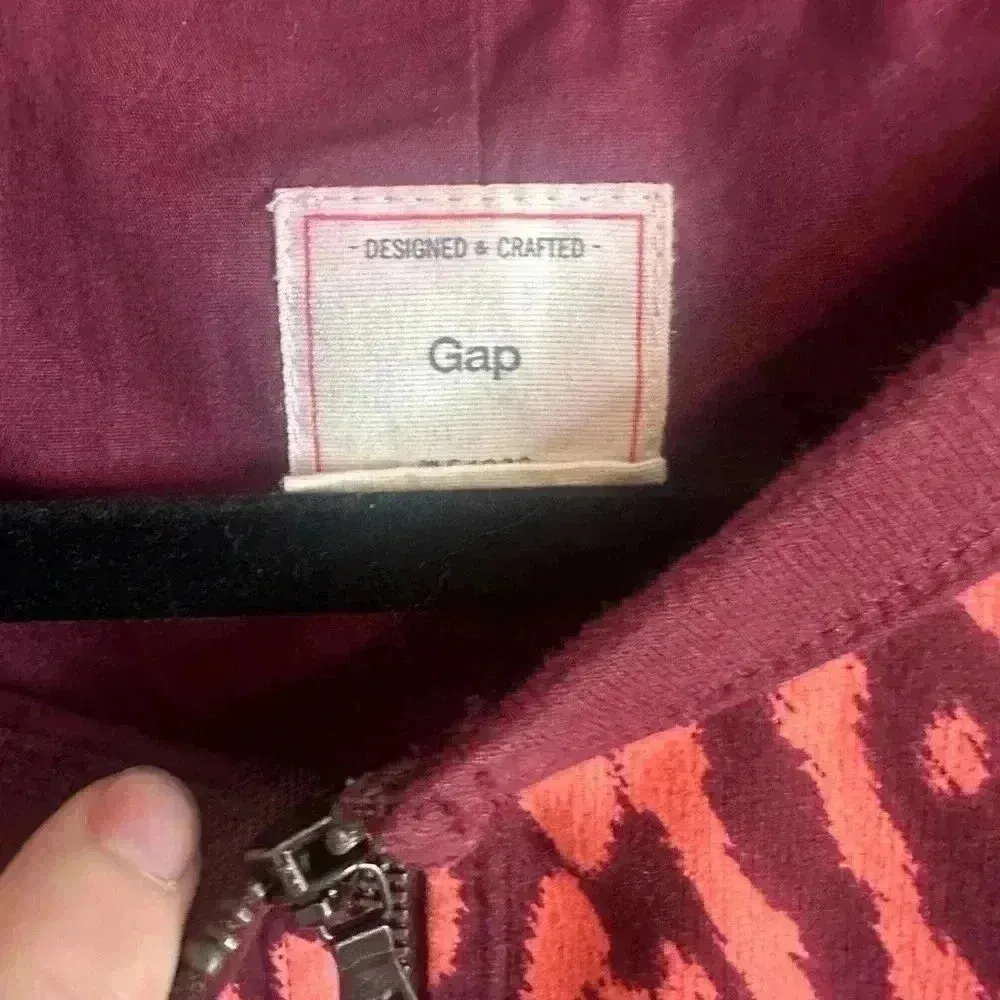 - DESIGNED & CRAFTED -
Gap